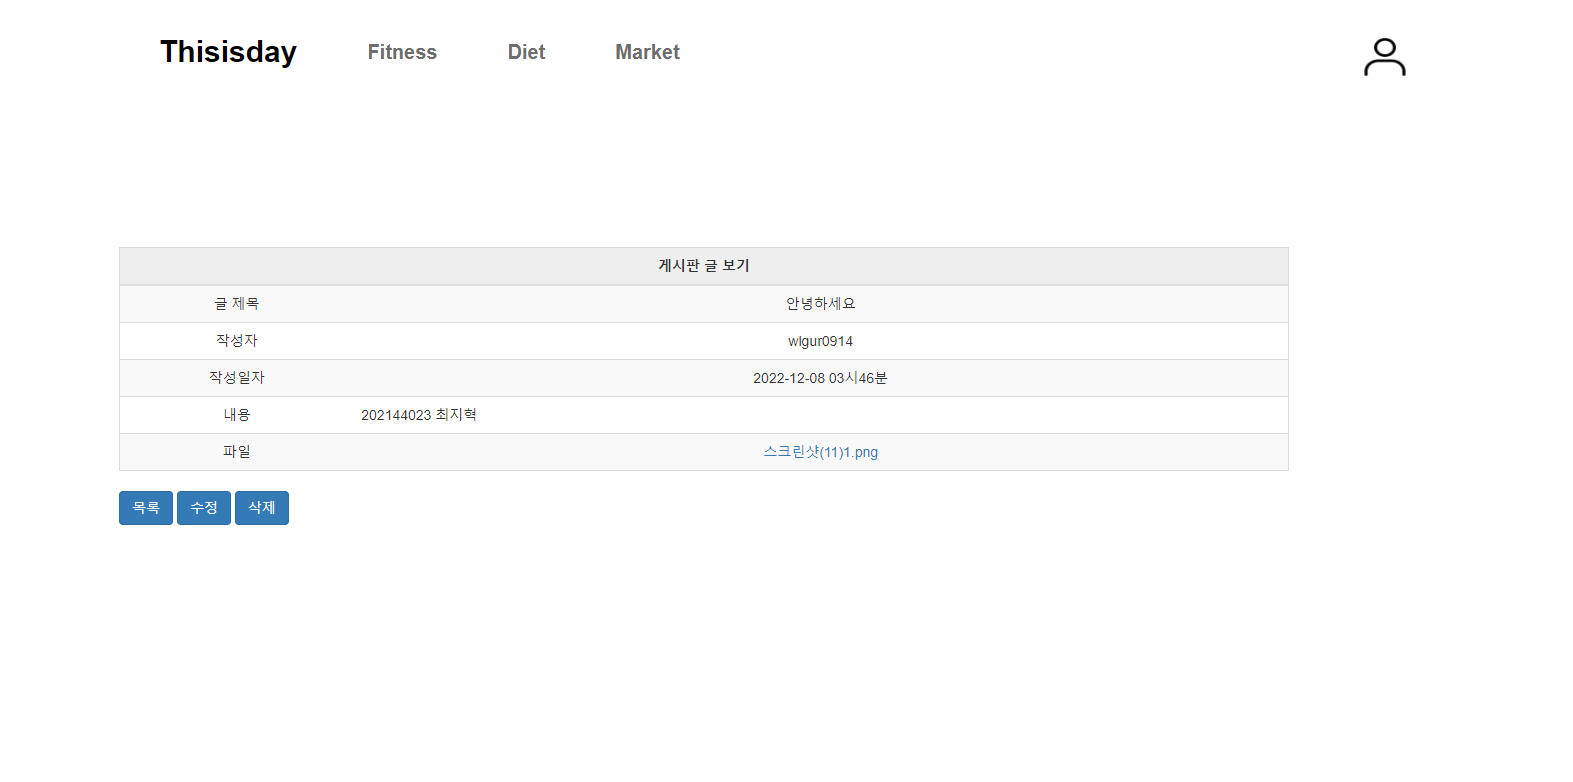 Thisisday Fitness Diet Market
게시판 글 보기
글 제목 안녕하세요
작성자 wlgur0914
작성일자 2022-12-08 03시46분
내용 202144023 최지혁
파일 스크린샷(11)1.png
목록 수정 삭제